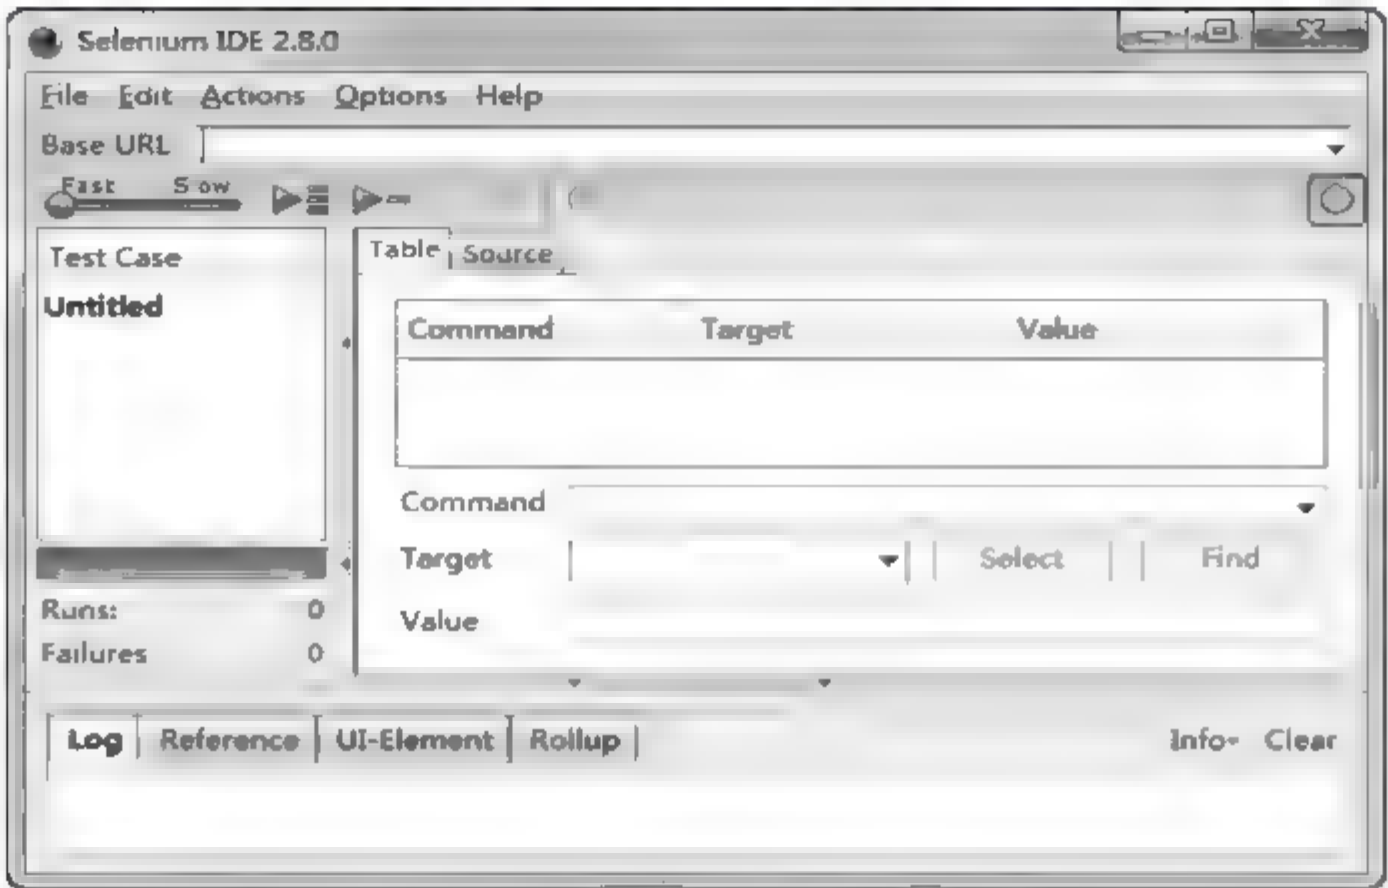 Selenium IDE 2.8.0
File Edit Actions Options Help
Base URL
Fast Slow
Test Case
Untitled
Table Source
Command Target Value
Command
Target Select Find
Value
Runs: 0
Failures 0
Log Reference UI-Element Rollup Info Clear